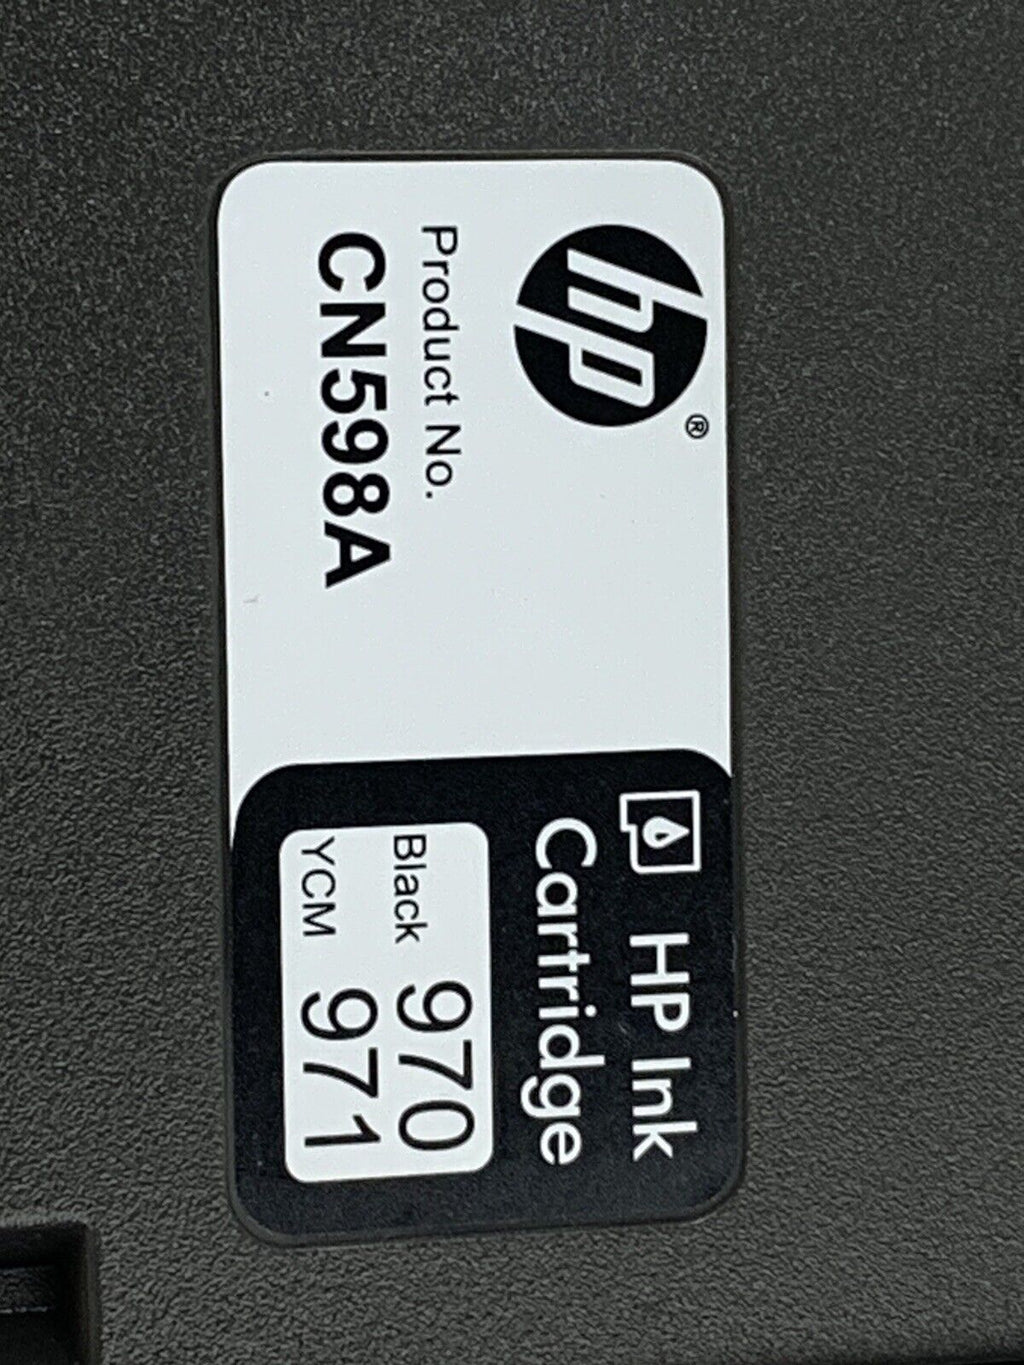 hp®
Product No.
CN598A
HP Ink
Cartridge
Black 970
YCM 971